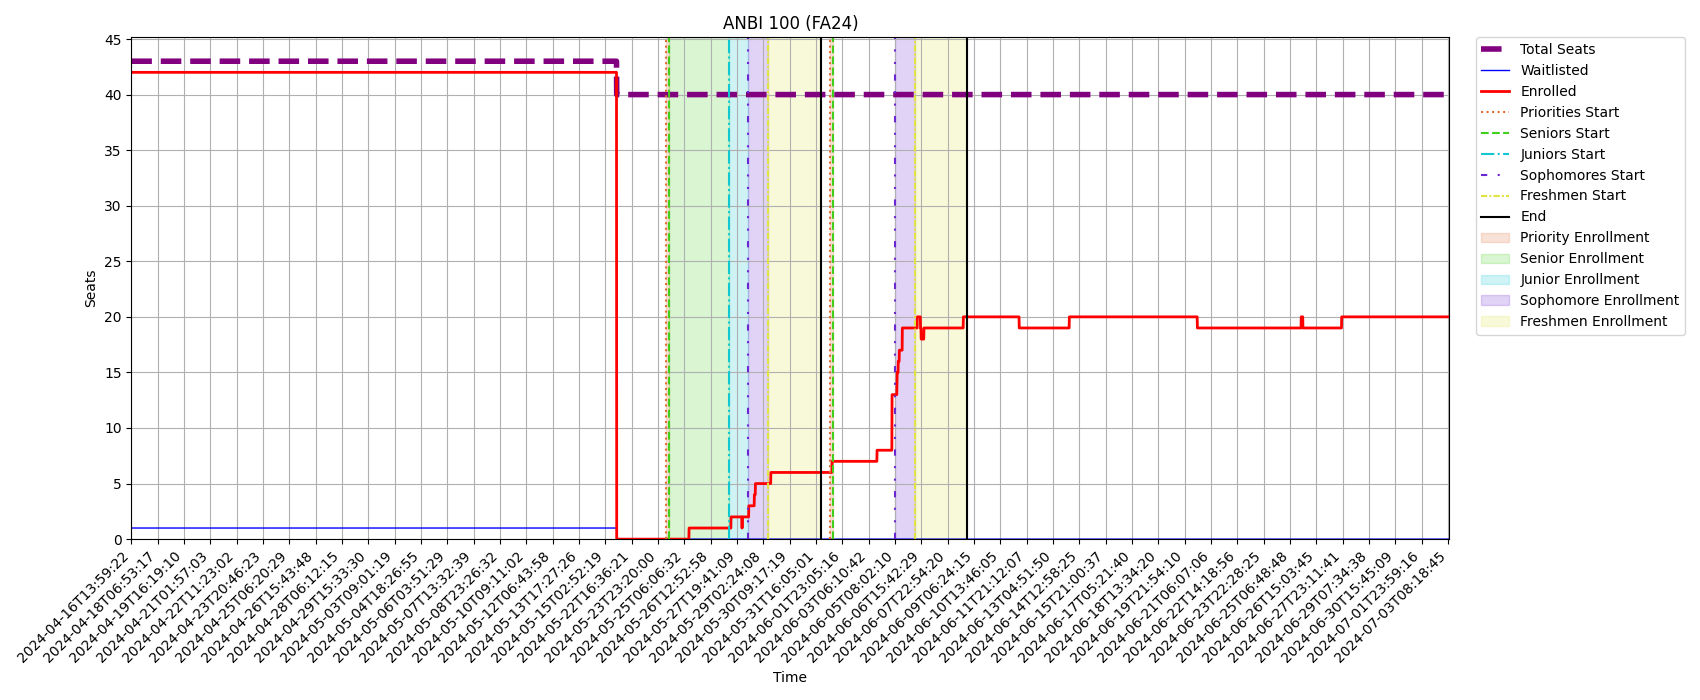 ANBI 100 (FA24)
45
40
35
30
25
20
15
10
5
0
Seats
2024-04-16T13:59:22
2024-04-18T06:53:17
2024-04-19T16:19:10
2024-04-21T01:57:03
2024-04-22T11:23:02
2024-04-23T20:46:23
2024-04-25T06:20:29
2024-04-26T15:43:48
2024-04-28T06:12:15
2024-04-29T15:33:30
2024-05-03T09:01:19
2024-05-04T18:26:55
2024-05-06T03:51:29
2024-05-07T13:32:39
2024-05-08T23:26:32
2024-05-10T09:11:02
2024-05-12T06:43:58
2024-05-13T17:27:26
2024-05-15T02:52:19
2024-05-22T16:36:21
2024-05-23T23:20:00
2024-05-25T06:06:32
2024-05-26T12:52:58
2024-05-27T19:41:09
2024-05-29T02:24:08
2024-05-30T09:17:19
2024-05-31T16:05:01
2024-06-01T23:05:16
2024-06-03T06:10:42
2024-06-05T08:02:10
2024-06-06T15:42:29
2024-06-07T22:54:20
2024-06-09T06:24:15
2024-06-10T13:46:05
2024-06-11T21:12:07
2024-06-13T04:51:50
2024-06-14T12:58:25
2024-06-15T21:00:37
2024-06-17T05:21:40
2024-06-18T13:34:20
2024-06-19T21:54:10
2024-06-21T06:07:06
2024-06-22T14:18:56
2024-06-23T22:28:25
2024-06-25T06:48:48
2024-06-26T15:03:45
2024-06-27T23:11:41
2024-06-29T07:34:38
2024-06-30T15:45:09
2024-07-01T23:59:16
2024-07-03T08:18:45
Time
Total Seats
Waitlisted
Enrolled
Priorities Start
Seniors Start
Juniors Start
Sophomores Start
Freshmen Start
End
Priority Enrollment
Senior Enrollment
Junior Enrollment
Sophomore Enrollment
Freshmen Enrollment